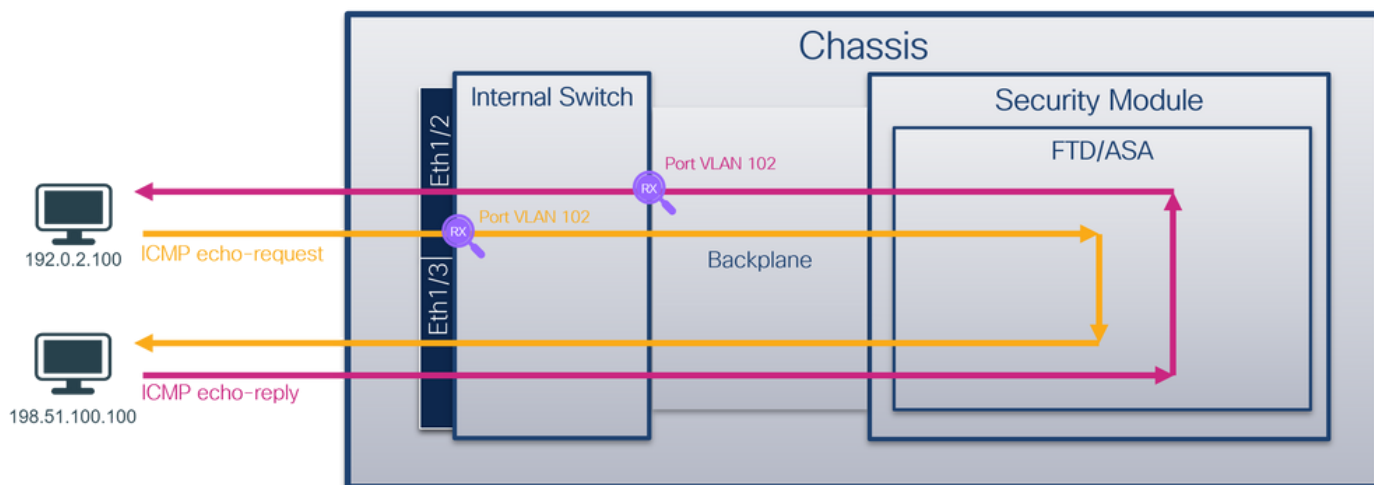 Chassis
Internal Switch
Security Module
FTD/ASA
Eth1/2
Port VLAN 102
RX
Port VLAN 102
RX
192.0.2.100
ICMP echo-request
Backplane
Eth1/3
ICMP echo-reply
198.51.100.100